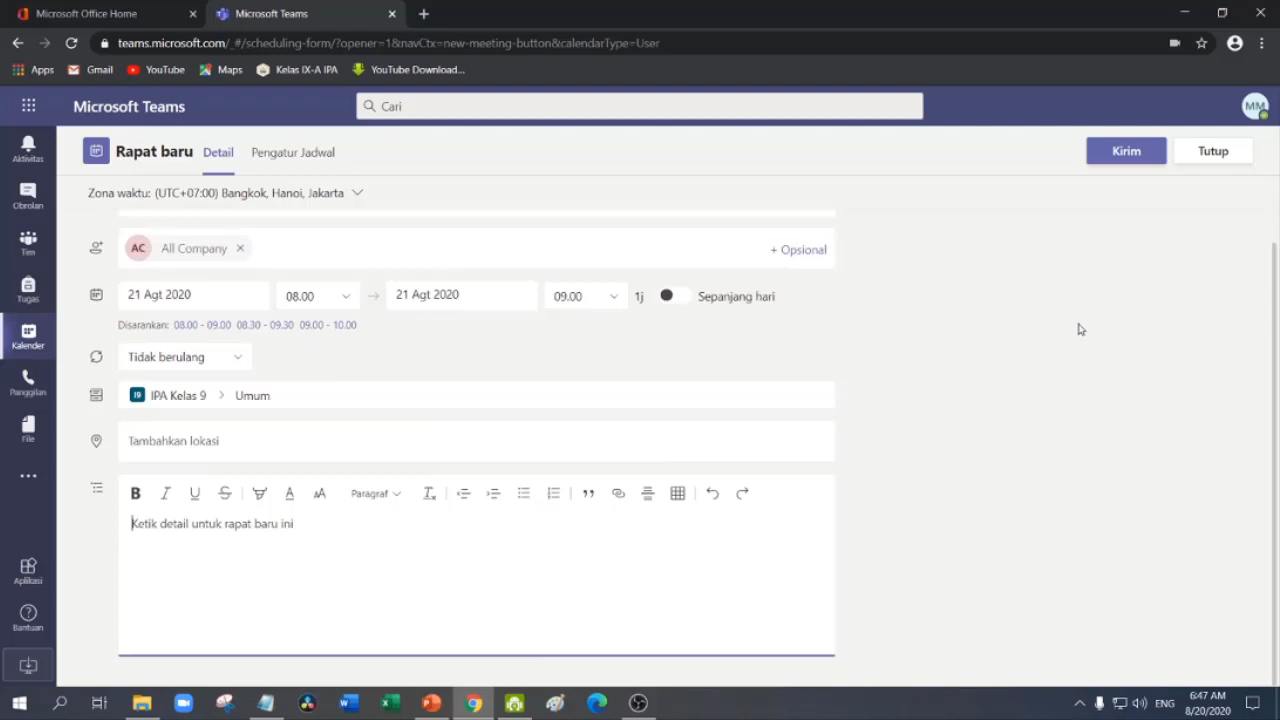 Microsoft Office Home
Microsoft Teams
teams.microsoft.com/_#/scheduling-form/?opener=1&navCtx=new-meeting-button&calendarType=User
Apps
Gmail
YouTube
Maps
Kelas IX-A IPA
YouTube Download...
Microsoft Teams
Cari
MM
Aktivitas
Obrolan
Tim
Tugas
Kalender
Panggilan
File
Aplikasi
Bantuan
Rapat baru
Detail
Pengatur Jadwal
Kirim
Tutup
Zona waktu: (UTC+07:00) Bangkok, Hanoi, Jakarta
AC All Company
+ Opsional
21 Agt 2020
08.00
21 Agt 2020
09.00
1j
Sepanjang hari
Disarankan: 08.00 - 09.00 08.30 - 09.30 09.00 - 10.00
Tidak berulang
I9 IPA Kelas 9 > Umum
Tambahkan lokasi
Paragraf
Ketik detail untuk rapat baru ini
ENG
6:47 AM
8/20/2020